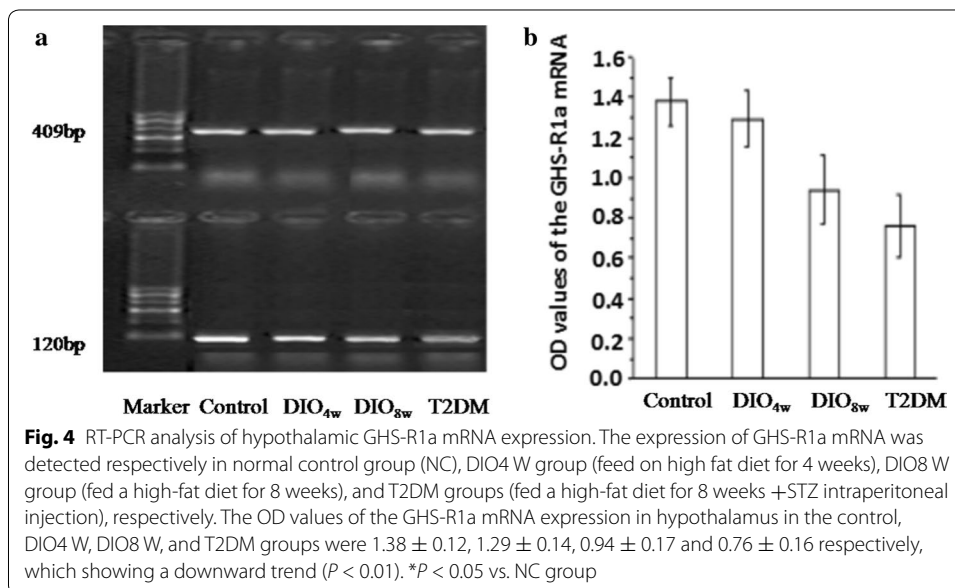 a
409bp
120bp
Marker Control DIO4w DIO8w T2DM
b
OD values of the GHS-R1a mRNA
1.6
1.4
1.2
1.0
0.8
0.6
0.4
0.2
0.0
Control DIO4w DIO8w T2DM
Fig. 4 RT-PCR analysis of hypothalamic GHS-R1a mRNA expression. The expression of GHS-R1a mRNA was
detected respectively in normal control group (NC), DIO4 W group (feed on high fat diet for 4 weeks), DIO8 W
group (fed a high-fat diet for 8 weeks), and T2DM groups (fed a high-fat diet for 8 weeks +STZ intraperitoneal
injection), respectively. The OD values of the GHS-R1a mRNA expression in hypothalamus in the control,
DIO4 W, DIO8 W, and T2DM groups were 1.38 ± 0.12, 1.29 ± 0.14, 0.94 ± 0.17 and 0.76 ± 0.16 respectively,
which showing a downward trend (P < 0.01). *P < 0.05 vs. NC group